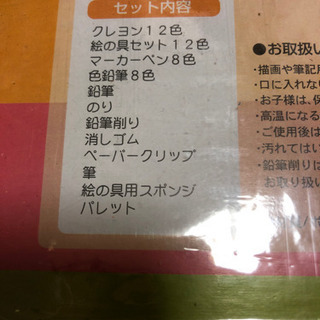 セット内容
クレヨン１２色
絵の具セット１２色
マーカーペン８色
色鉛筆８色
鉛筆
のり
鉛筆削り
消しゴム
ペーパークリップ
筆
絵の具用スポンジ
パレット
●お取扱い
・描画や筆記用
・口に入れない
・お子様は、保
・高温になる
・ご使用後は
・汚れてはい
・鉛筆削りは
お取り扱い